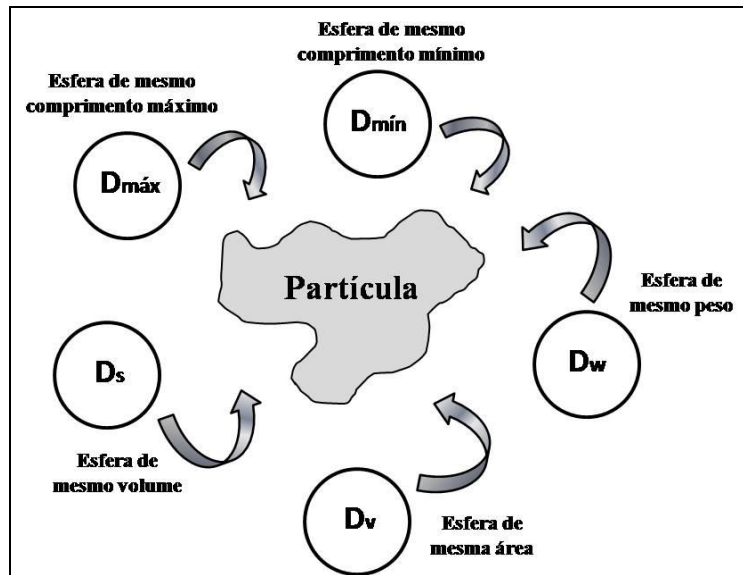 Esfera de mesmo
comprimento mínimo
Dmín
Esfera de mesmo
comprimento máximo
Dmáx
Partícula
Esfera de
mesmo peso
Dw
Ds
Esfera de
mesmo volume
Dv
Esfera de
mesma área